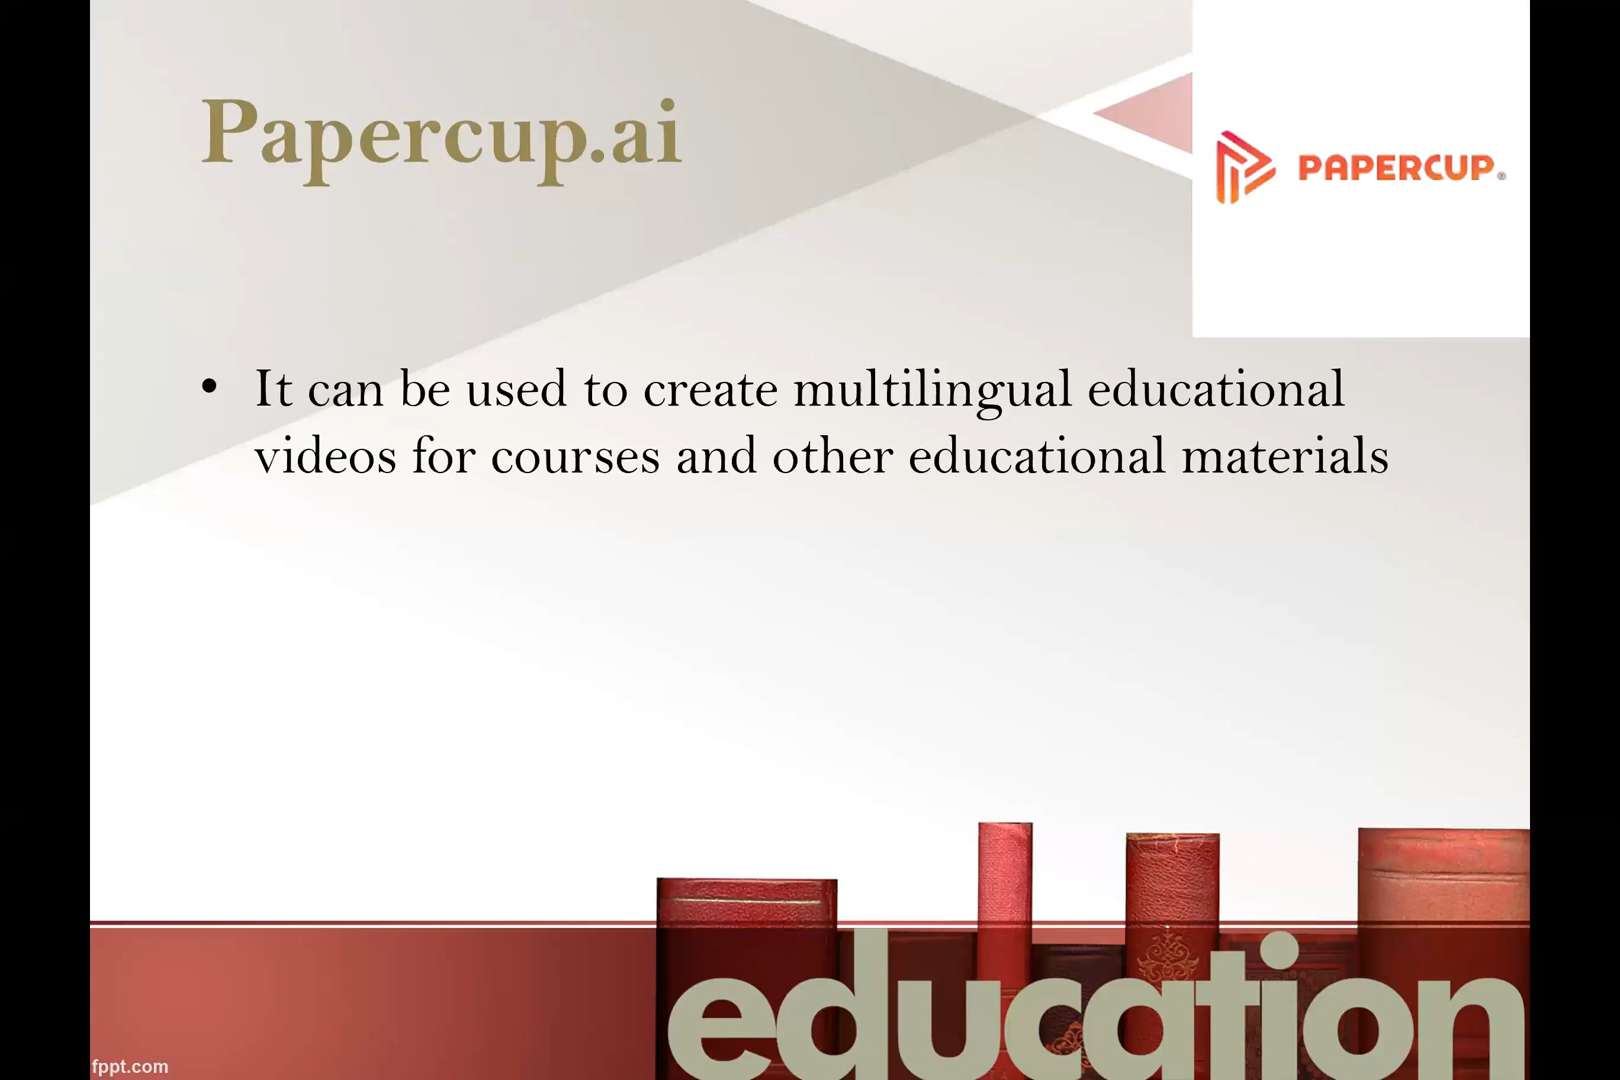 Papercup.ai
PAPERCUP®
• It can be used to create multilingual educational
videos for courses and other educational materials
education
fppt.com